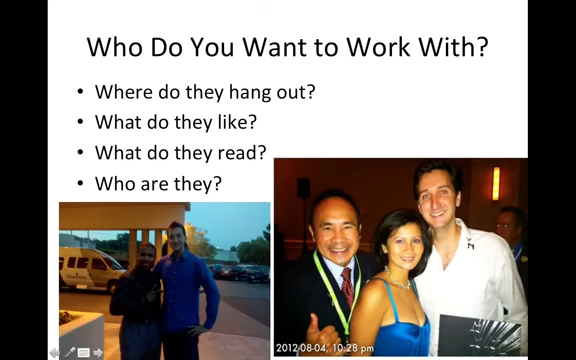 Who Do You Want to Work With?
• Where do they hang out?
• What do they like?
• What do they read?
• Who are they?
2012-08-04, 10:28 pm